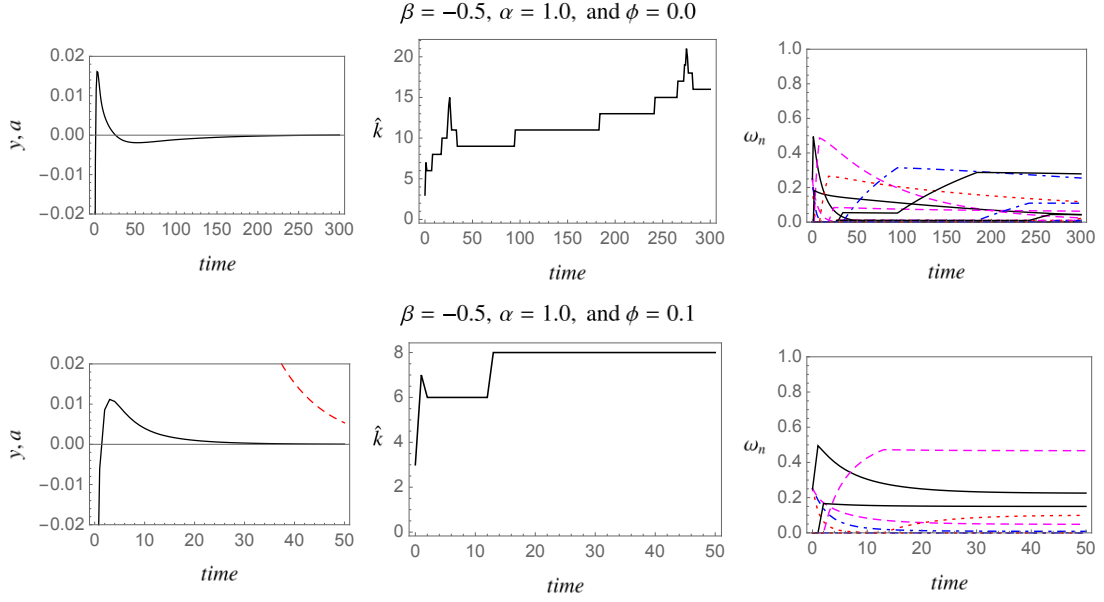 β = −0.5, α = 1.0, and ϕ = 0.0
y, a
0.02
0.01
0.00
−0.01
−0.02
0 50 100 150 200 250 300
time
k̂
20
15
10
5
0
0 50 100 150 200 250 300
time
ωn
1.0
0.8
0.6
0.4
0.2
0.0
0 50 100 150 200 250 300
time
β = −0.5, α = 1.0, and ϕ = 0.1
y, a
0.02
0.01
0.00
−0.01
−0.02
0 10 20 30 40 50
time
k̂
8
6
4
2
0
0 10 20 30 40 50
time
ωn
1.0
0.8
0.6
0.4
0.2
0.0
0 10 20 30 40 50
time